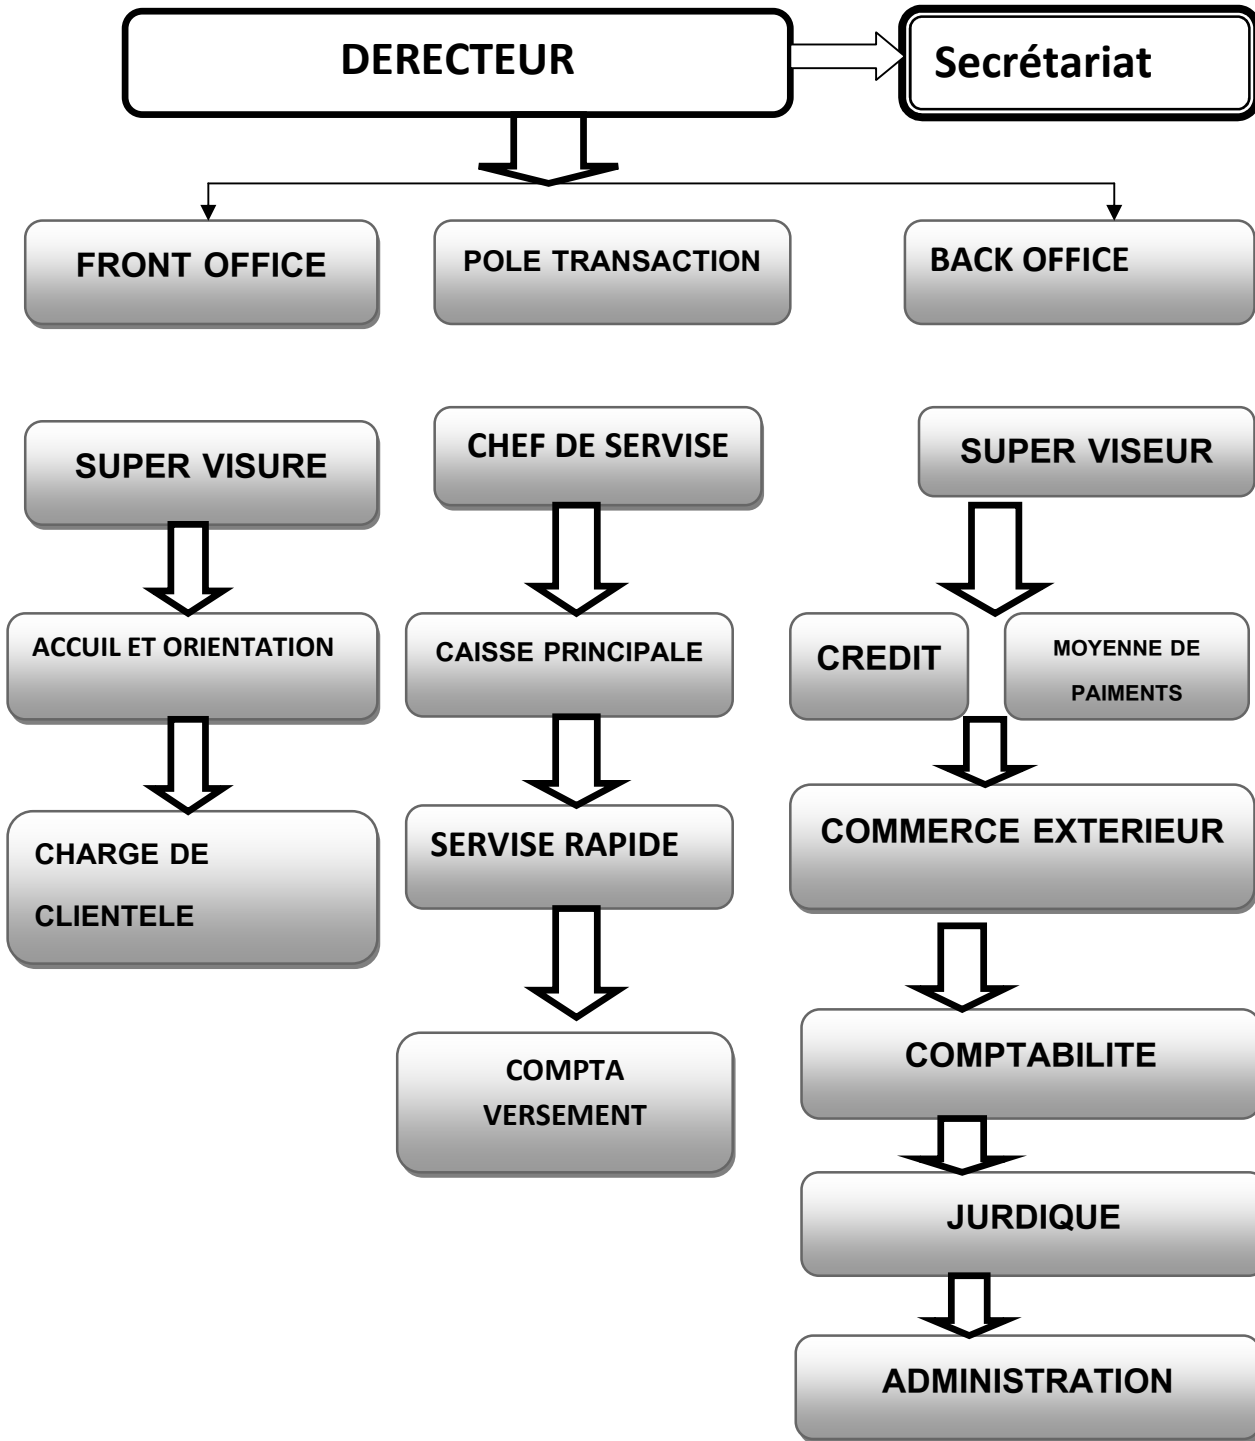 DERECTEUR
Secrétariat
FRONT OFFICE
POLE TRANSACTION
BACK OFFICE
SUPER VISURE
CHEF DE SERVISE
SUPER VISEUR
ACCUIL ET ORIENTATION
CAISSE PRINCIPALE
CREDIT
MOYENNE DE
PAIMENTS
CHARGE DE
CLIENTELE
SERVISE RAPIDE
COMMERCE EXTERIEUR
COMPTA
VERSEMENT
COMPTABILITE
JURDIQUE
ADMINISTRATION